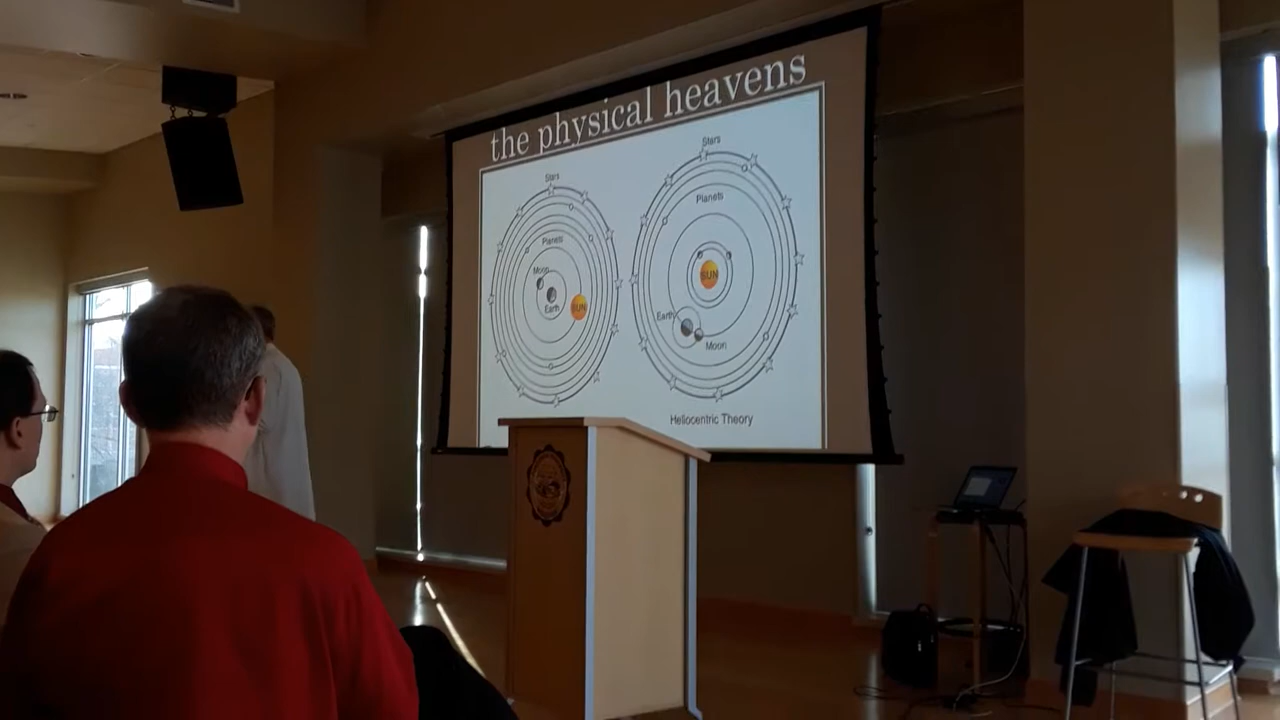 the physical heavens
Stars
Planets
Moon
Earth
SUN
Stars
Planets
SUN
Earth
Moon
Heliocentric Theory